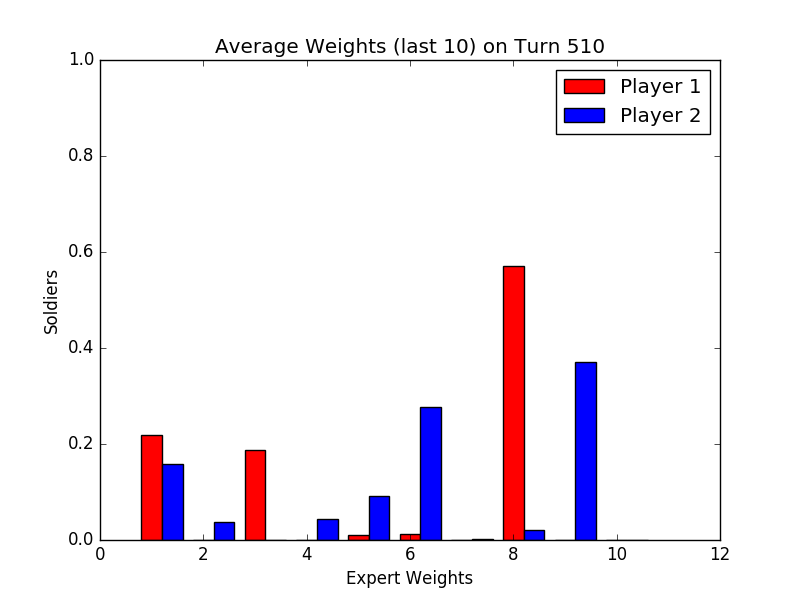 Average Weights (last 10) on Turn 510
Player 1
Player 2
1.0
0.8
0.6
0.4
0.2
0.0
Soldiers
0 2 4 6 8 10 12
Expert Weights